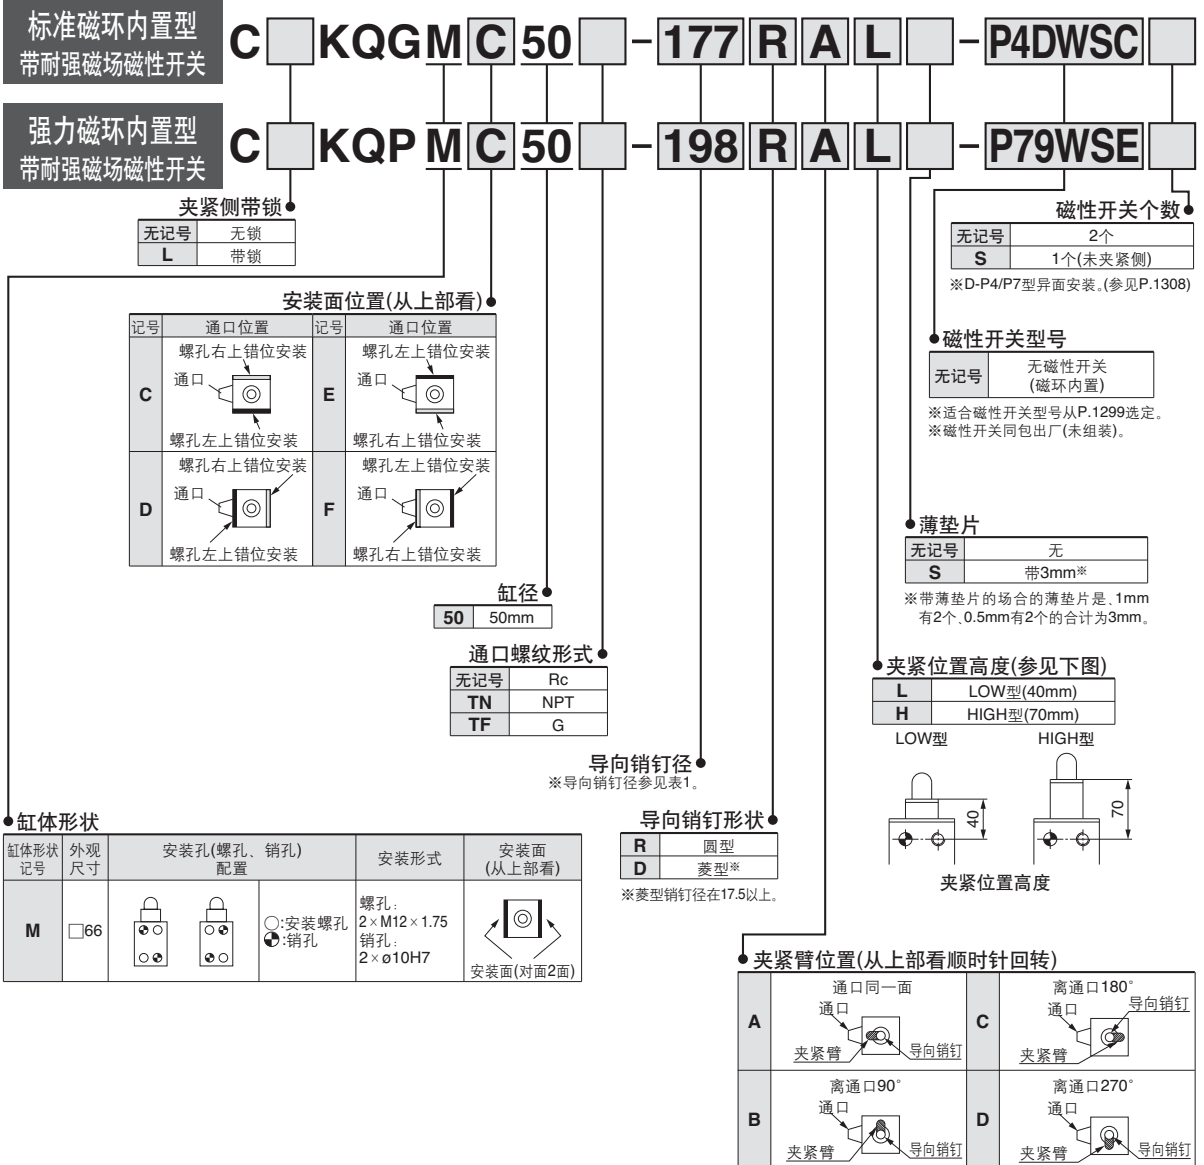 标准磁环内置型
带耐强磁场磁性开关
C□KQGMC50□-177RAL□-P4DWSC□
强力磁环内置型
带耐强磁场磁性开关
C□KQPMC50□-198RAL□-P79WSE□
夹紧侧带锁
无记号 无锁
L 带锁
磁性开关个数
无记号 2个
S 1个(未夹紧侧)
※D-P4/P7型异面安装。(参见P.1308)
安装面位置(从上部看)
记号 通口位置 记号 通口位置
C
螺孔右上错位安装
通口
螺孔左上错位安装
E
螺孔左上错位安装
通口
螺孔右上错位安装
D
螺孔右上错位安装
通口
螺孔左上错位安装
F
螺孔左上错位安装
通口
螺孔右上错位安装
磁性开关型号
无记号 无磁性开关
(磁环内置)
※适合磁性开关型号从P.1299选定。
※磁性开关同包出厂(未组装)。
薄垫片
无记号 无
S 带3mm※
※带薄垫片的场合的薄垫片是、1mm
有2个、0.5mm有2个的合计为3mm。
缸径
50 50mm
通口螺纹形式
无记号 Rc
TN NPT
TF G
夹紧位置高度(参见下图)
L LOW型(40mm)
H HIGH型(70mm)
LOW型 HIGH型
40
70
夹紧位置高度
导向销钉径
※导向销钉径参见表1。
导向销钉形状
R 圆型
D 菱型※
※菱型销钉径在17.5以上。
缸体形状
缸体形状
记号
外观
尺寸
安装孔(螺孔、销孔)
配置
安装形式
安装面
(从上部看)
M
□66
○:安装螺孔
:销孔
螺孔:
2×M12×1.75
销孔:
2×ø10H7
安装面(对面2面)
夹紧臂位置(从上部看顺时针回转)
A
通口同一面
通口
夹紧臂
导向销钉
C
离通口180°
通口
导向销钉
夹紧臂
B
离通口90°
通口
夹紧臂
导向销钉
D
离通口270°
通口
夹紧臂
导向销钉